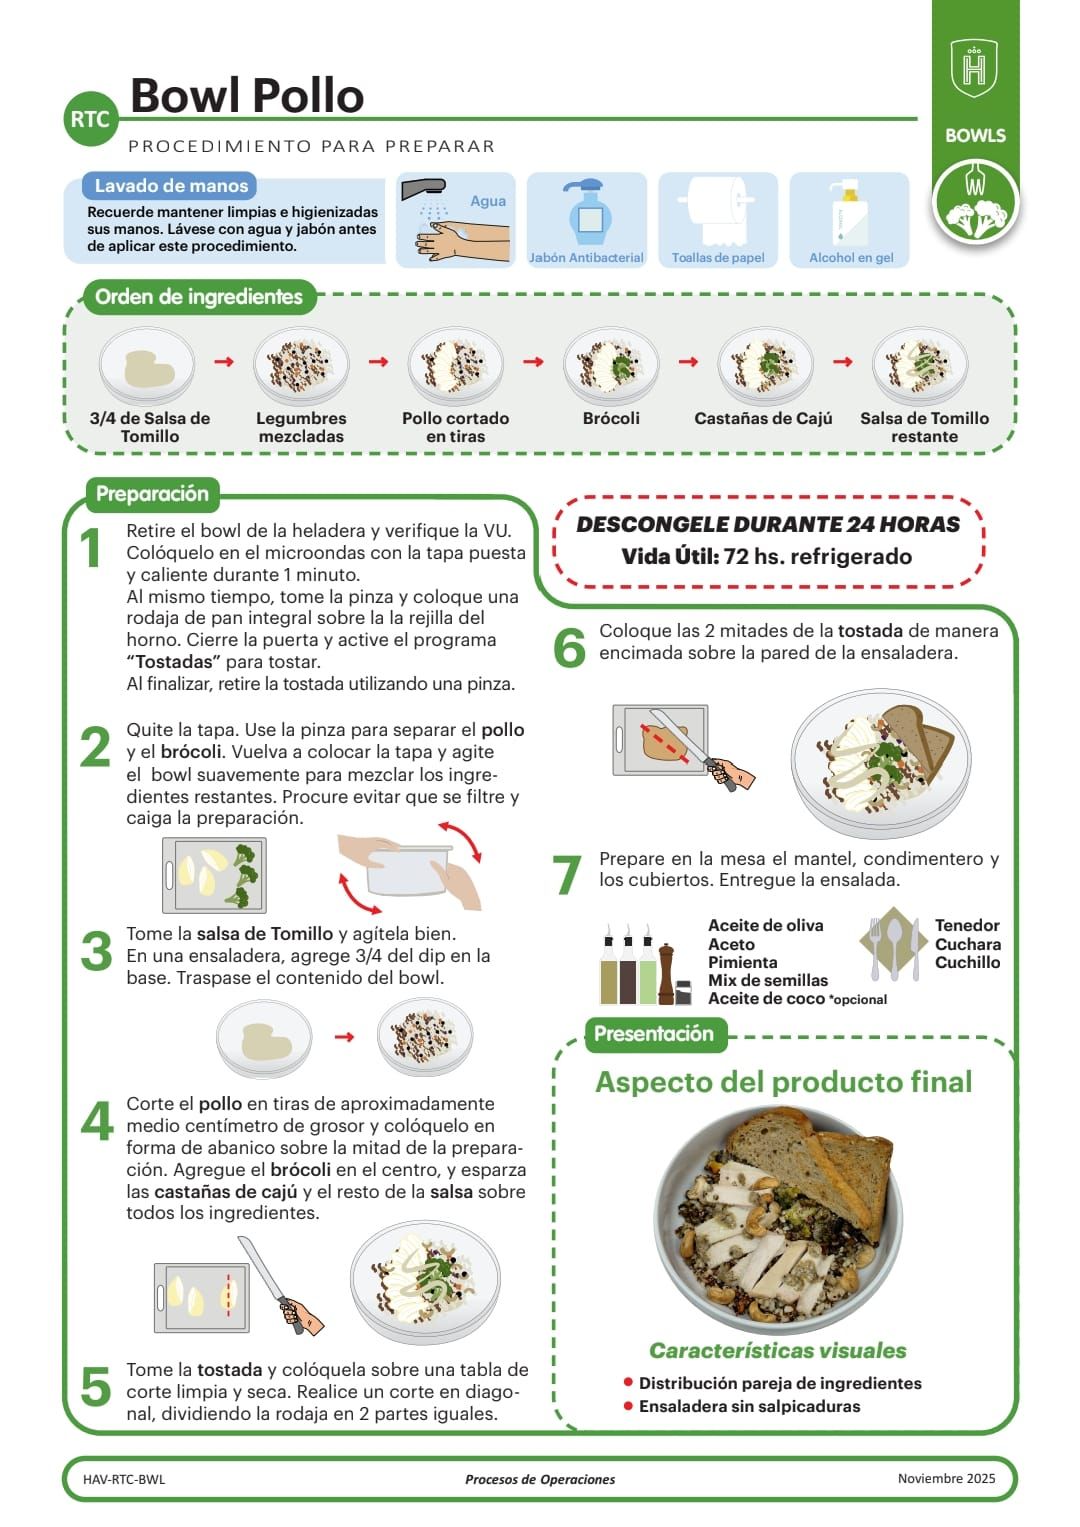 Bowl Pollo
RTC
PROCEDIMIENTO PARA PREPARAR
H
BOWLS
Lavado de manos
Recuerde mantener limpias e higienizadas
sus manos. Lávese con agua y jabón antes
de aplicar este procedimiento.
Agua
Jabón Antibacterial
Toallas de papel
Alcohol en gel
Orden de ingredientes
3/4 de Salsa de
Tomillo
Legumbres
mezcladas
Pollo cortado
en tiras
Brócoli
Castañas de Cajú
Salsa de Tomillo
restante
Preparación
1
Retire el bowl de la heladera y verifique la VU.
Colóquelo en el microondas con la tapa puesta
y caliente durante 1 minuto.
Al mismo tiempo, tome la pinza y coloque una
rodaja de pan integral sobre la la rejilla del
horno. Cierre la puerta y active el programa
“Tostadas” para tostar.
Al finalizar, retire la tostada utilizando una pinza.
2
Quite la tapa. Use la pinza para separar el pollo
y el brócoli. Vuelva a colocar la tapa y agite
el bowl suavemente para mezclar los ingre-
dientes restantes. Procure evitar que se filtre y
caiga la preparación.
3
Tome la salsa de Tomillo y agítela bien.
En una ensaladera, agrege 3/4 del dip en la
base. Traspase el contenido del bowl.
4
Corte el pollo en tiras de aproximadamente
medio centímetro de grosor y colóquelo en
forma de abanico sobre la mitad de la prepara-
ción. Agregue el brócoli en el centro, y esparza
las castañas de cajú y el resto de la salsa sobre
todos los ingredientes.
5
Tome la tostada y colóquela sobre una tabla de
corte limpia y seca. Realice un corte en diago-
nal, dividiendo la rodaja en 2 partes iguales.
DESCONGELE DURANTE 24 HORAS
Vida Útil: 72 hs. refrigerado
6
Coloque las 2 mitades de la tostada de manera
encimada sobre la pared de la ensaladera.
7
Prepare en la mesa el mantel, condimentero y
los cubiertos. Entregue la ensalada.
Aceite de oliva
Aceto
Pimienta
Mix de semillas
Aceite de coco *opcional
Tenedor
Cuchara
Cuchillo
Presentación
Aspecto del producto final
Características visuales
• Distribución pareja de ingredientes
• Ensaladera sin salpicaduras
HAV-RTC-BWL
Procesos de Operaciones
Noviembre 2025